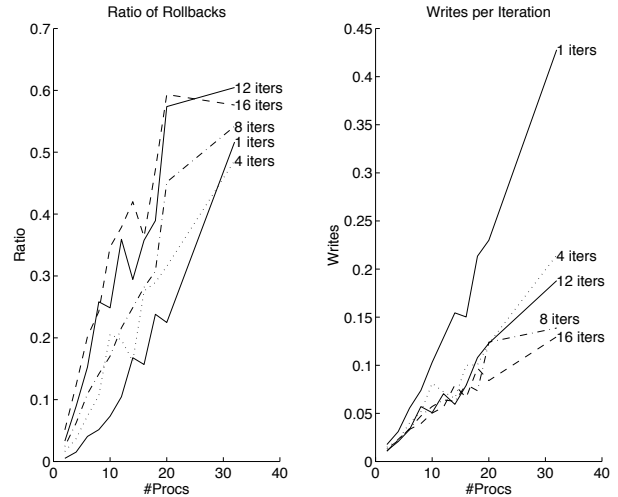 Ratio of Rollbacks
0.7
0.6
0.5
0.4
0.3
0.2
0.1
0
Ratio
12 iters
16 iters
8 iters
1 iters
4 iters
0 10 20 30 40
#Procs
Writes per Iteration
0.45
0.4
0.35
0.3
0.25
0.2
0.15
0.1
0.05
0
Writes
1 iters
4 iters
12 iters
8 iters
16 iters
0 10 20 30 40
#Procs